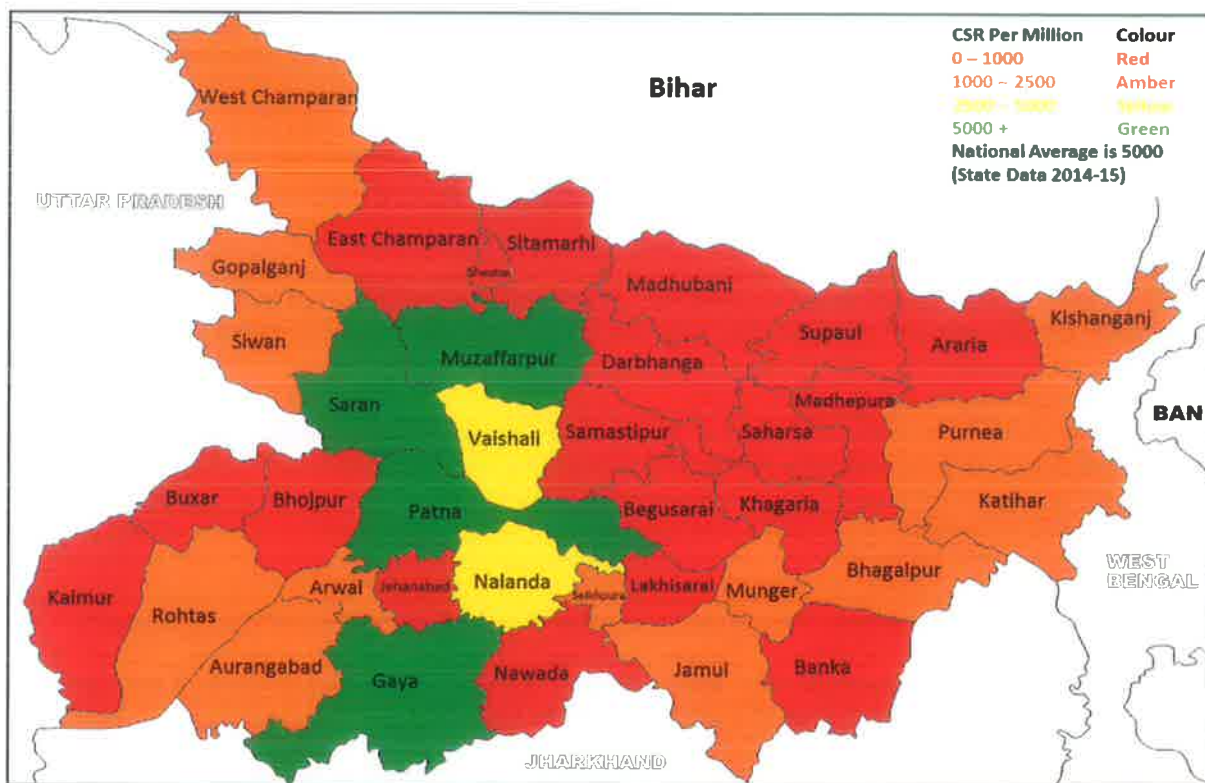 Bihar
CSR Per Million Colour
0 – 1000 Red
1000 – 2500 Amber
2500 – 5000 Yellow
5000 + Green
National Average is 5000
(State Data 2014-15)
West Champaran
UTTAR PRADESH
East Champaran
Sitamarhi
Gopalganj
Madhubani
Kishanganj
Siwan
Supaul
Araria
Muzaffarpur
Darbhanga
Saran
Madhepura
BAN
Vaishali
Samastipur
Saharsa
Purnea
Buxar
Bhojpur
Patna
Begusarai
Khagaria
Katihar
WEST
BENGAL
Kaimur
Rohtas
Arwal
Jehanabad
Nalanda
Lakhisarai
Munger
Bhagalpur
Aurangabad
Gaya
Nawada
Jamui
Banka
JHARKHAND